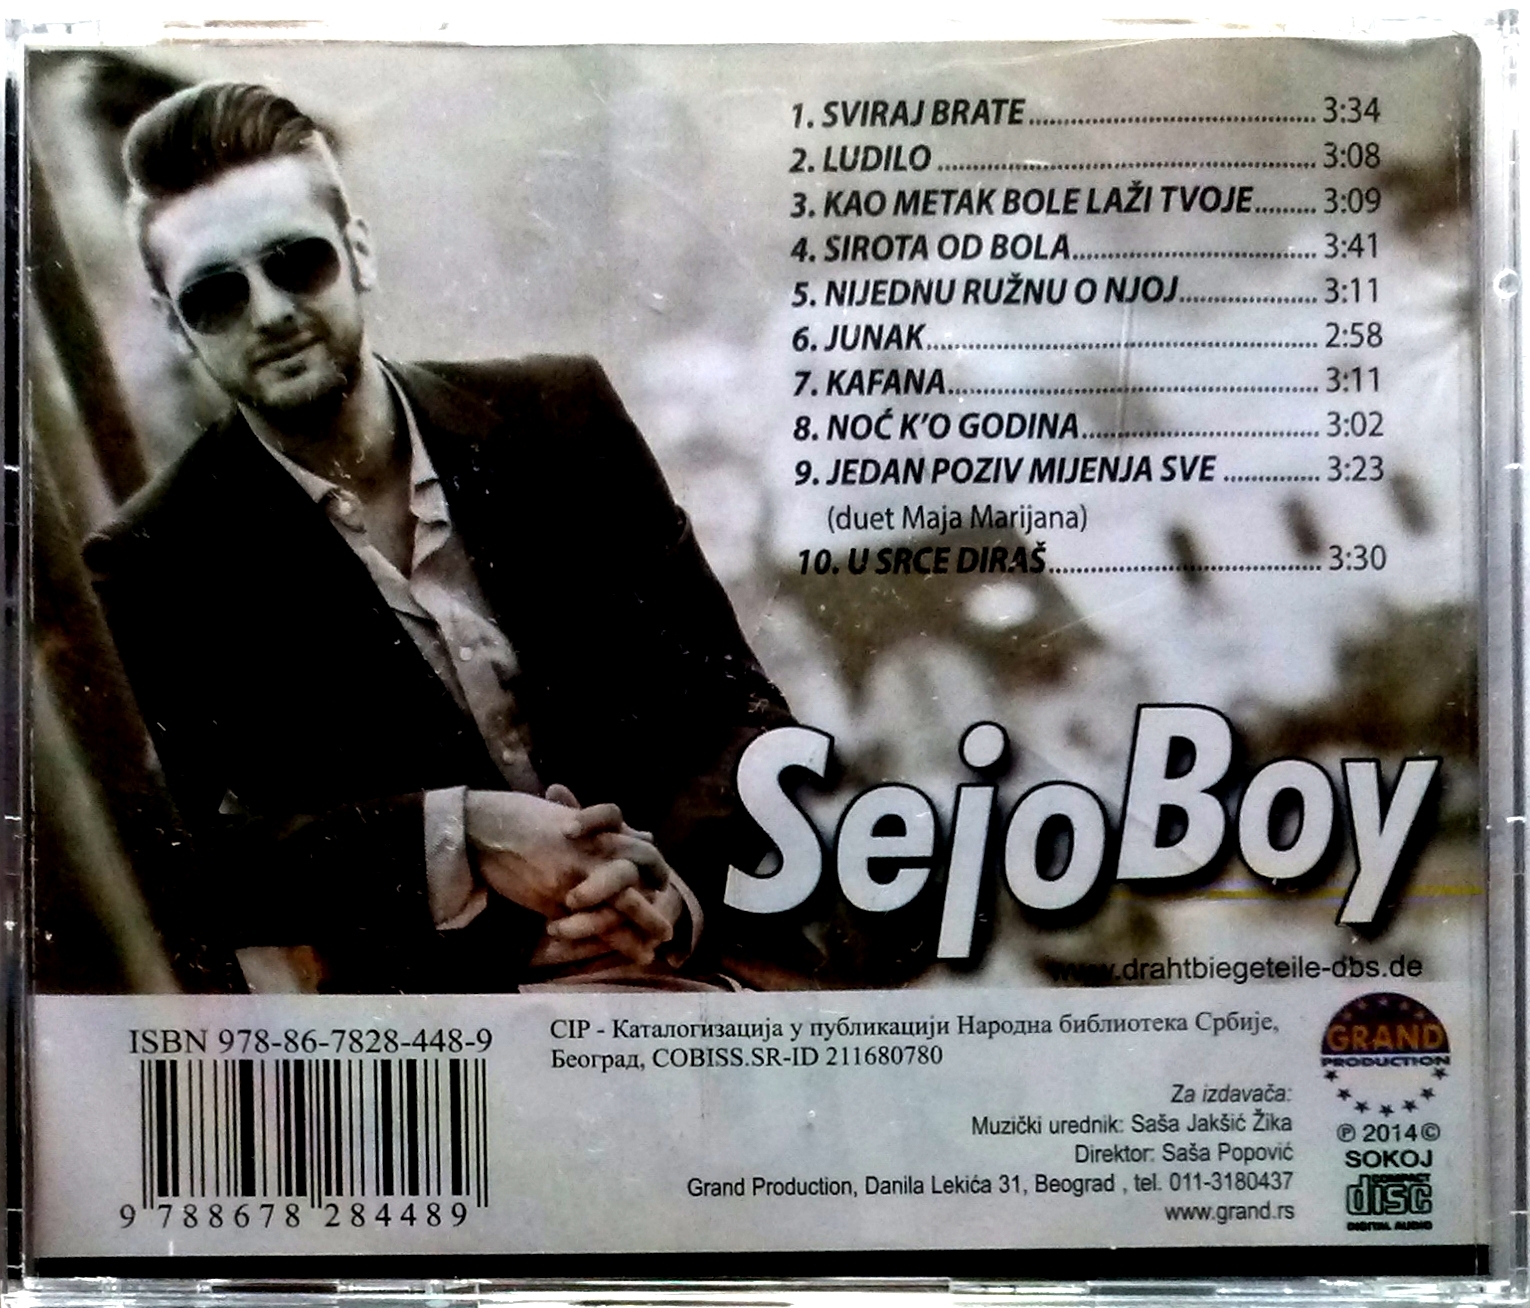 1. SVIRAJ BRATE ........................................ 3:34
2. LUDILO ........................................ 3:08
3. KAO METAK BOLE LAŽI TVOJE ......... 3:09
4. SIROTA OD BOLA ........................................ 3:41
5. NIJEDNU RUŽNU O NJOJ .................... 3:11
6. JUNAK ........................................ 2:58
7. KAFANA ........................................ 3:11
8. NOĆ K'O GODINA .................................. 3:02
9. JEDAN POZIV MIJENJA SVE .............. 3:23
(duet Maja Marijana)
10. U SRCE DIRAŠ ........................................ 3:30
SejoBoy
www.drahtbiegeteile-dbs.de
ISBN 978-86-7828-448-9
9 788678 284489
CIP - Каталогизација у публикацији Народна библиотека Србије,
Београд, COBISS.SR-ID 211680780
Za izdavača:
Muzički urednik: Saša Jakšić Žika
Direktor: Saša Popović
Grand Production, Danila Lekića 31, Beograd , tel. 011-3180437
www.grand.rs
GRAND
PRODUCTION
℗ 2014 ©
SOKOJ
COMPACT
disc
DIGITAL AUDIO